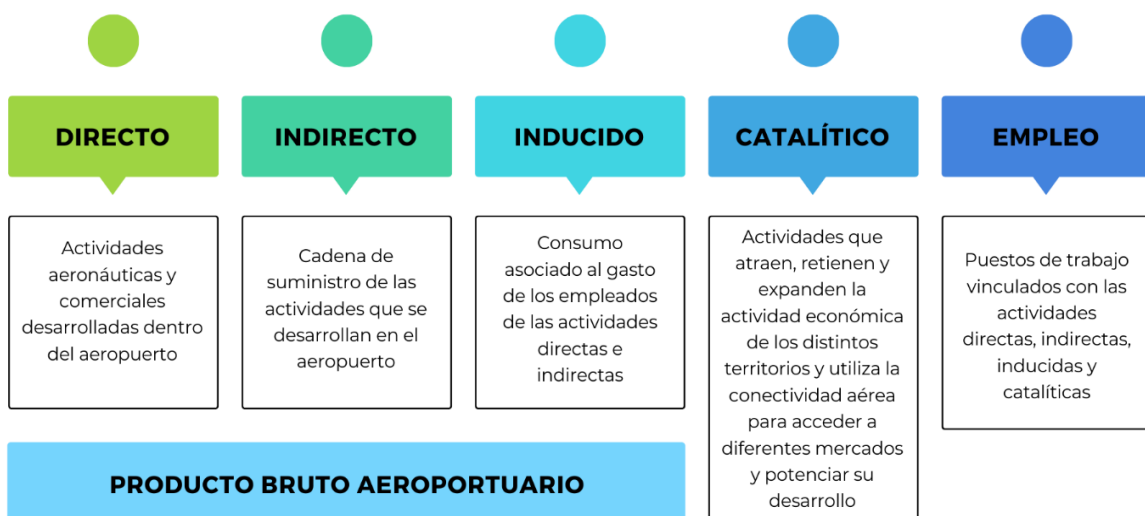 DIRECTO
INDIRECTO
INDUCIDO
CATALÍTICO
EMPLEO
Actividades
aeronáuticas y
comerciales
desarrolladas dentro
del aeropuerto
Cadena de
suministro de las
actividades que se
desarrollan en el
aeropuerto
Consumo
asociado al gasto
de los empleados
de las actividades
directas e
indirectas
Actividades que
atraen, retienen y
expanden la
actividad económica
de los distintos
territorios y utiliza la
conectividad aérea
para acceder a
diferentes mercados
y potenciar su
desarrollo
Puestos de trabajo
vinculados con las
actividades
directas, indirectas,
inducidas y
catalíticas
PRODUCTO BRUTO AEROPORTUARIO